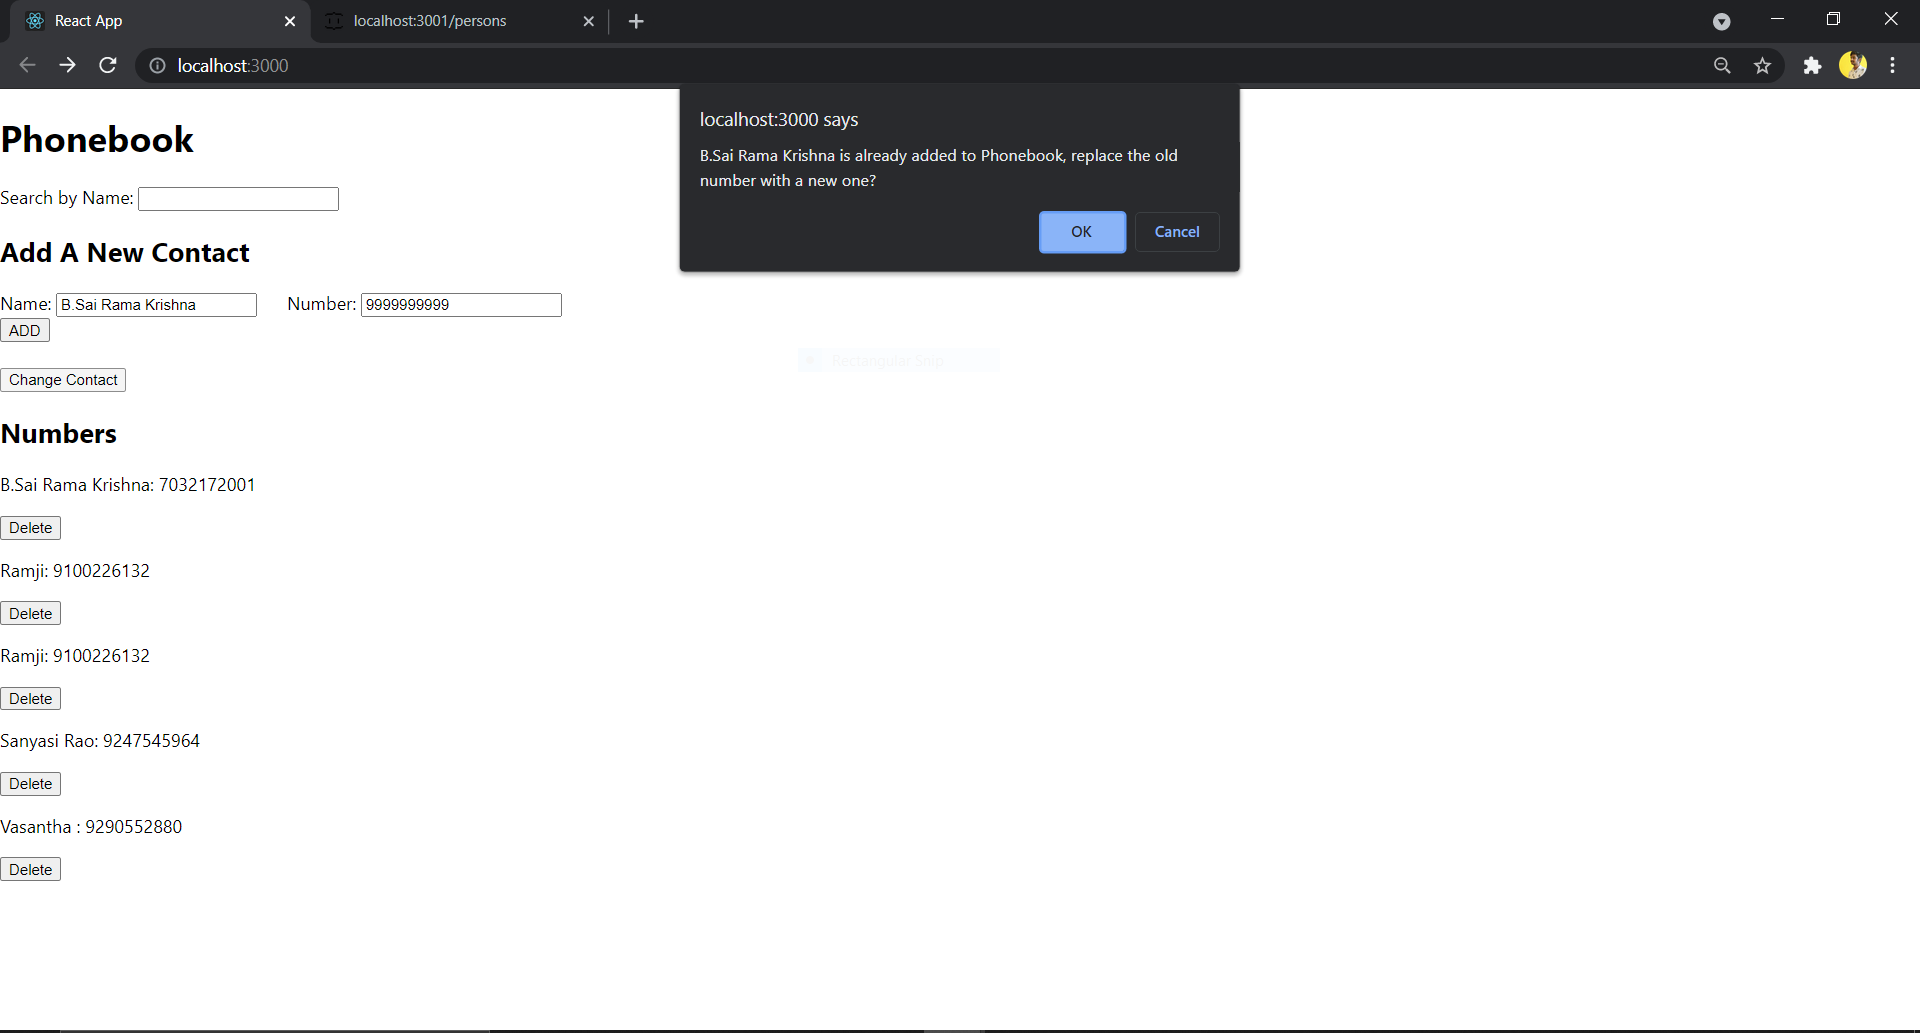 React App
localhost:3001/persons
localhost:3000
localhost:3000 says
B.Sai Rama Krishna is already added to Phonebook, replace the old
number with a new one?
OK Cancel
Phonebook
Search by Name:
Add A New Contact
Name: B.Sai Rama Krishna Number: 9999999999
ADD
Rectangular Snip
Change Contact
Numbers
B.Sai Rama Krishna: 7032172001
Delete
Ramji: 9100226132
Delete
Ramji: 9100226132
Delete
Sanyasi Rao: 9247545964
Delete
Vasantha : 9290552880
Delete